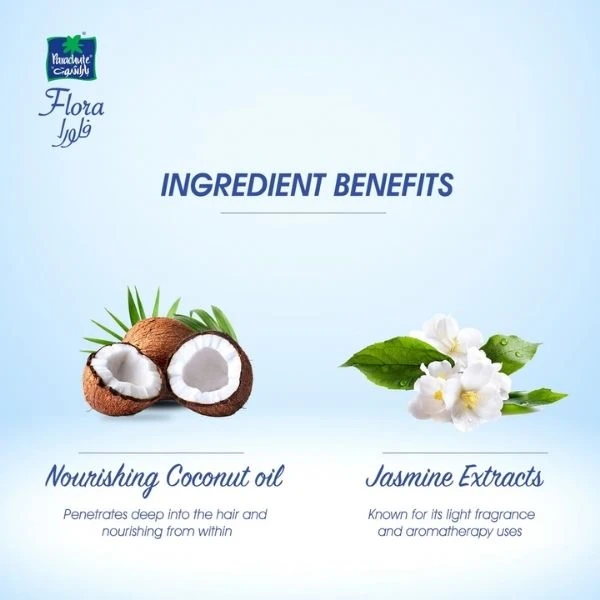 Parachute
باراشوت
Flora
فلورا
INGREDIENT BENEFITS
Nourishing Coconut oil
Penetrates deep into the hair and
nourishing from within
Jasmine Extracts
Known for its light fragrance
and aromatherapy uses